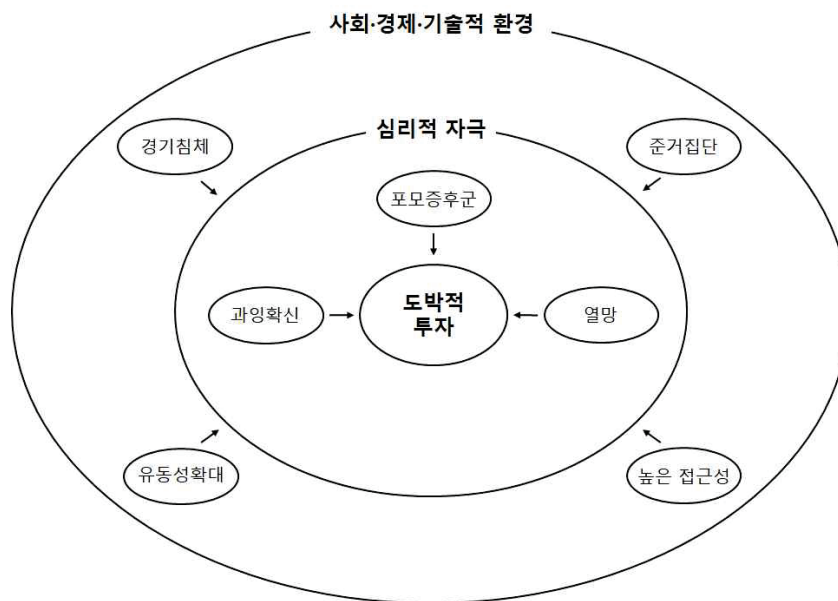 사회·경제·기술적 환경
심리적 자극
경기침체
준거집단
포모증후군
과잉확신
도박적
투자
열망
유동성확대
높은 접근성